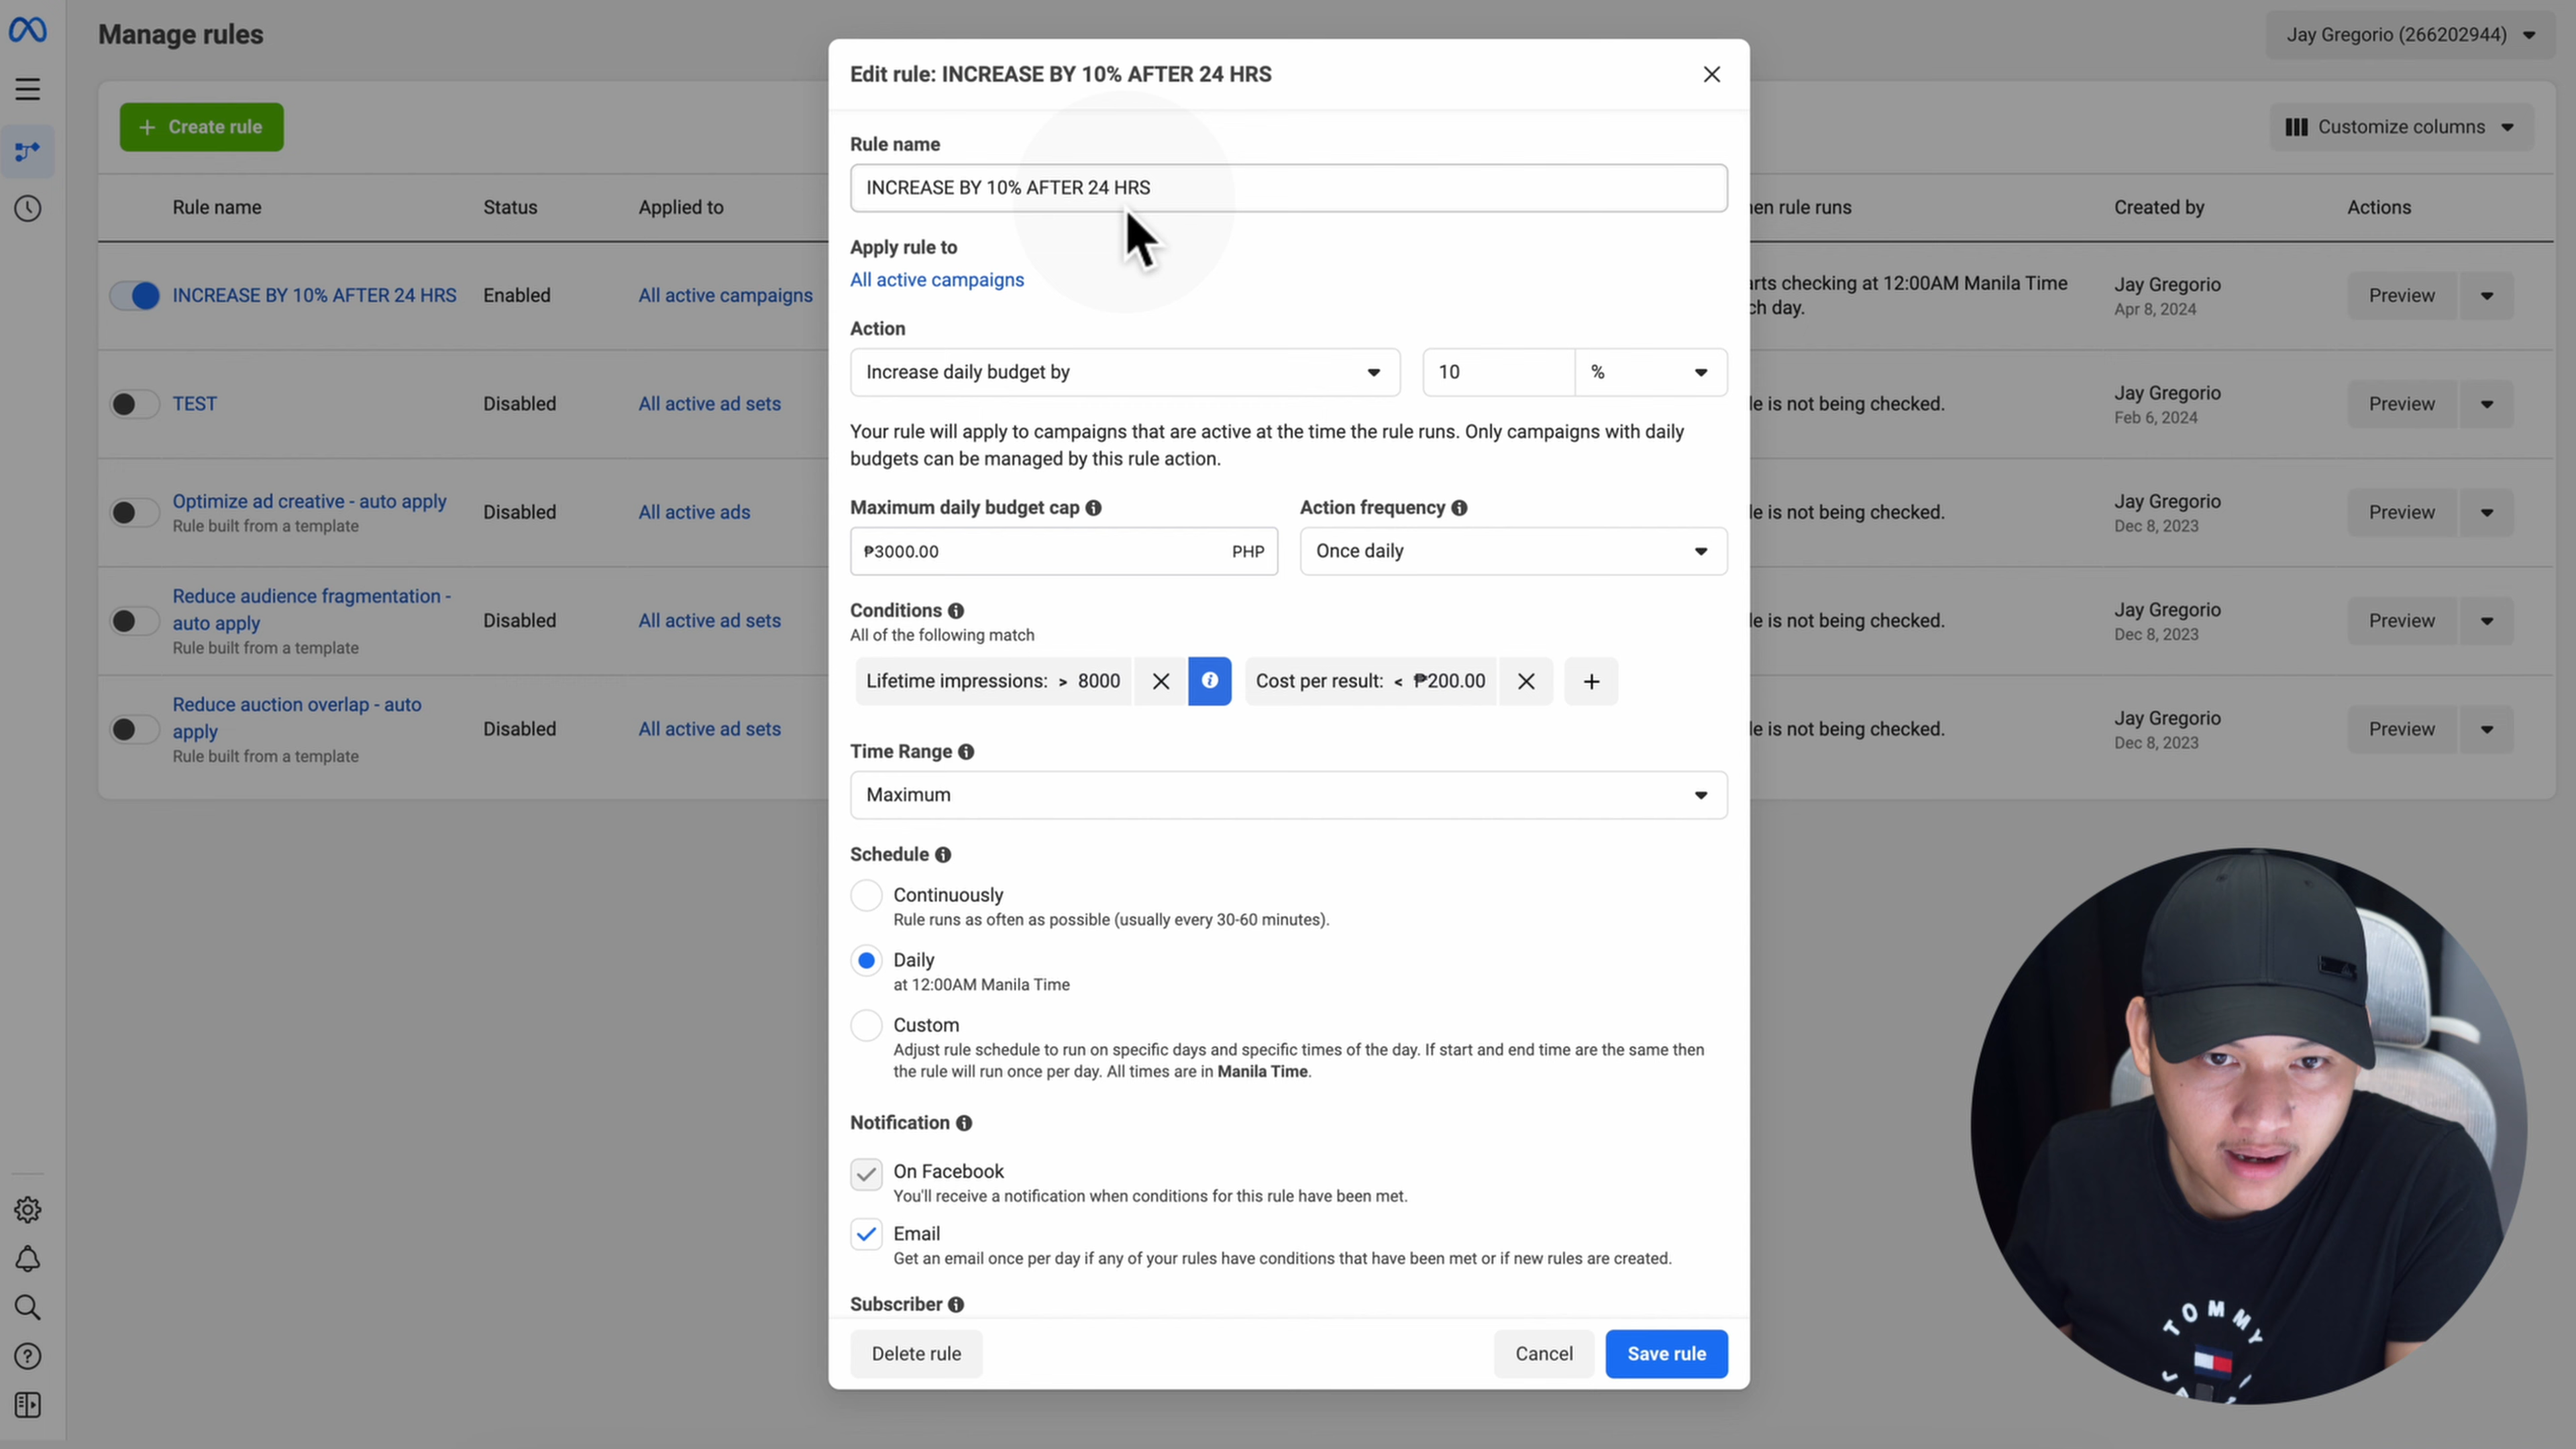 Manage rules
Jay Gregorio (266202944)
Create rule
Customize columns
Rule name
Status
Applied to
en rule runs
Created by
Actions
INCREASE BY 10% AFTER 24 HRS
Enabled
All active campaigns
arts checking at 12:00AM Manila Time
ch day.
Jay Gregorio
Apr 8, 2024
Preview
TEST
Disabled
All active ad sets
le is not being checked.
Jay Gregorio
Feb 6, 2024
Preview
Optimize ad creative - auto apply
Rule built from a template
Disabled
All active ads
le is not being checked.
Jay Gregorio
Dec 8, 2023
Preview
Reduce audience fragmentation -
auto apply
Rule built from a template
Disabled
All active ad sets
le is not being checked.
Jay Gregorio
Dec 8, 2023
Preview
Reduce auction overlap - auto
apply
Rule built from a template
Disabled
All active ad sets
le is not being checked.
Jay Gregorio
Dec 8, 2023
Preview
Edit rule: INCREASE BY 10% AFTER 24 HRS
Rule name
INCREASE BY 10% AFTER 24 HRS
Apply rule to
All active campaigns
Action
Increase daily budget by
10
%
Your rule will apply to campaigns that are active at the time the rule runs. Only campaigns with daily
budgets can be managed by this rule action.
Maximum daily budget cap
Action frequency
₱3000.00
PHP
Once daily
Conditions
All of the following match
Lifetime impressions: > 8000
Cost per result: < ₱200.00
Time Range
Maximum
Schedule
Continuously
Rule runs as often as possible (usually every 30-60 minutes).
Daily
at 12:00AM Manila Time
Custom
Adjust rule schedule to run on specific days and specific times of the day. If start and end time are the same then
the rule will run once per day. All times are in Manila Time.
Notification
On Facebook
You'll receive a notification when conditions for this rule have been met.
Email
Get an email once per day if any of your rules have conditions that have been met or if new rules are created.
Subscriber
Delete rule
Cancel
Save rule
TOMMY